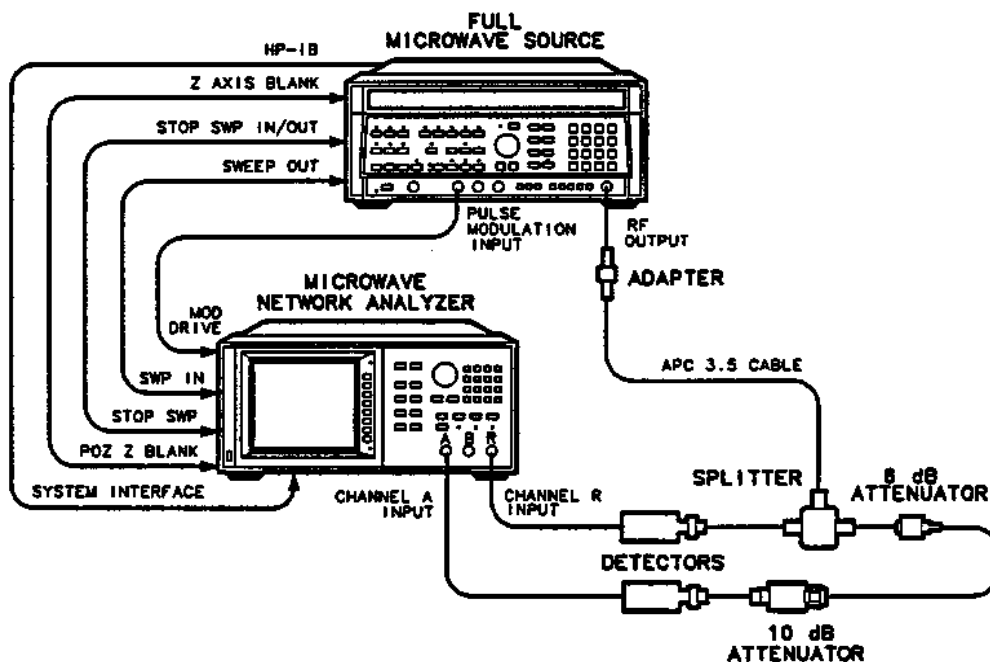 FULL
MICROWAVE SOURCE
HP-IB
Z AXIS BLANK
STOP SWP IN/OUT
SWEEP OUT
PULSE
MODULATION
INPUT
RF
OUTPUT
ADAPTER
MICROWAVE
NETWORK ANALYZER
MOD
DRIVE
SWP IN
STOP SWP
POZ Z BLANK
SYSTEM INTERFACE
A B R
CHANNEL A
INPUT
CHANNEL R
INPUT
APC 3.5 CABLE
SPLITTER
6 dB
ATTENUATOR
DETECTORS
10 dB
ATTENUATOR